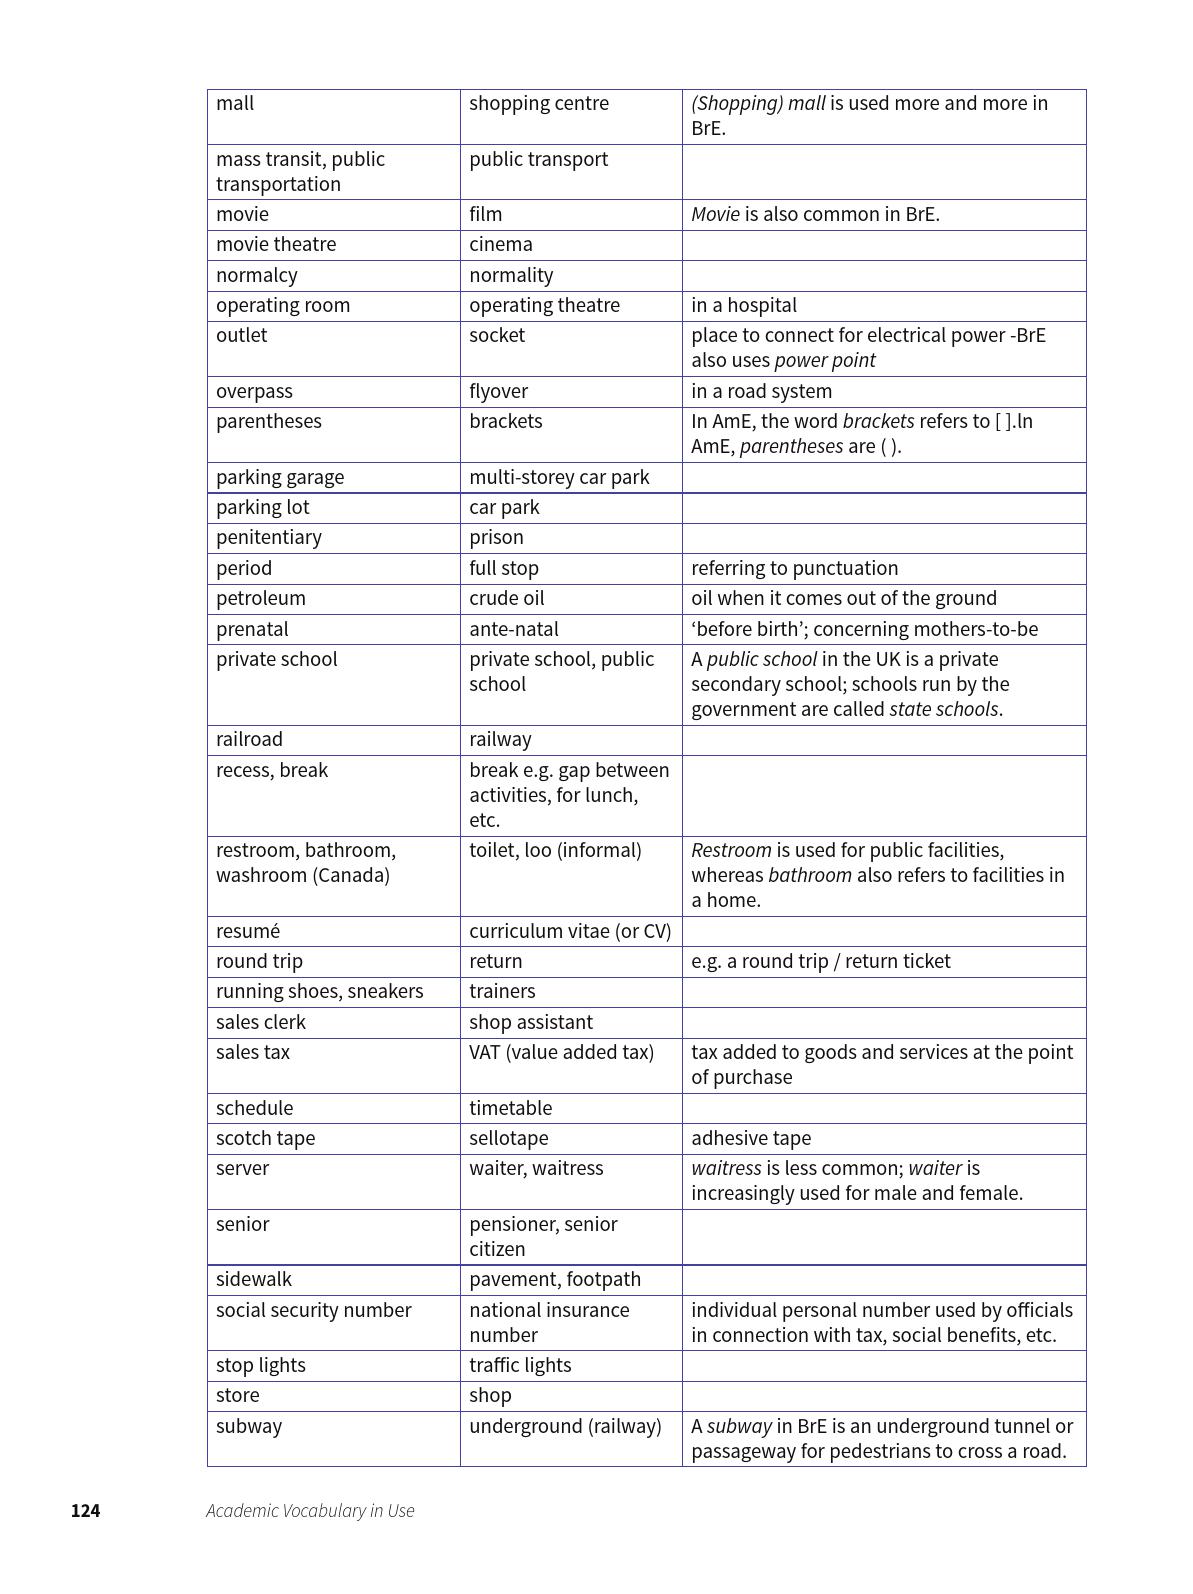 mall shopping centre (Shopping) mall is used more and more in
BrE.
mass transit, public public transport
transportation
movie film Movie is also common in BrE.
movie theatre cinema
normalcy normality
operating room operating theatre in a hospital
outlet socket place to connect for electrical power -BrE
also uses power point
overpass flyover in a road system
parentheses brackets In AmE, the word brackets refers to [ ].ln
AmE, parentheses are ( ).
parking garage multi-storey car park
parking lot car park
penitentiary prison
period full stop referring to punctuation
petroleum crude oil oil when it comes out of the ground
prenatal ante-natal ‘before birth’; concerning mothers-to-be
private school private school, public A public school in the UK is a private
school secondary school; schools run by the
government are called state schools.
railroad railway
recess, break break e.g. gap between
activities, for lunch,
etc.
restroom, bathroom, toilet, loo (informal) Restroom is used for public facilities,
washroom (Canada) whereas bathroom also refers to facilities in
a home.
resumé curriculum vitae (or CV)
round trip return e.g. a round trip / return ticket
running shoes, sneakers trainers
sales clerk shop assistant
sales tax VAT (value added tax) tax added to goods and services at the point
of purchase
schedule timetable
scotch tape sellotape adhesive tape
server waiter, waitress waitress is less common; waiter is
increasingly used for male and female.
senior pensioner, senior
citizen
sidewalk pavement, footpath
social security number national insurance individual personal number used by officials
number in connection with tax, social benefits, etc.
stop lights traffic lights
store shop
subway underground (railway) A subway in BrE is an underground tunnel or
passageway for pedestrians to cross a road.
124 Academic Vocabulary in Use